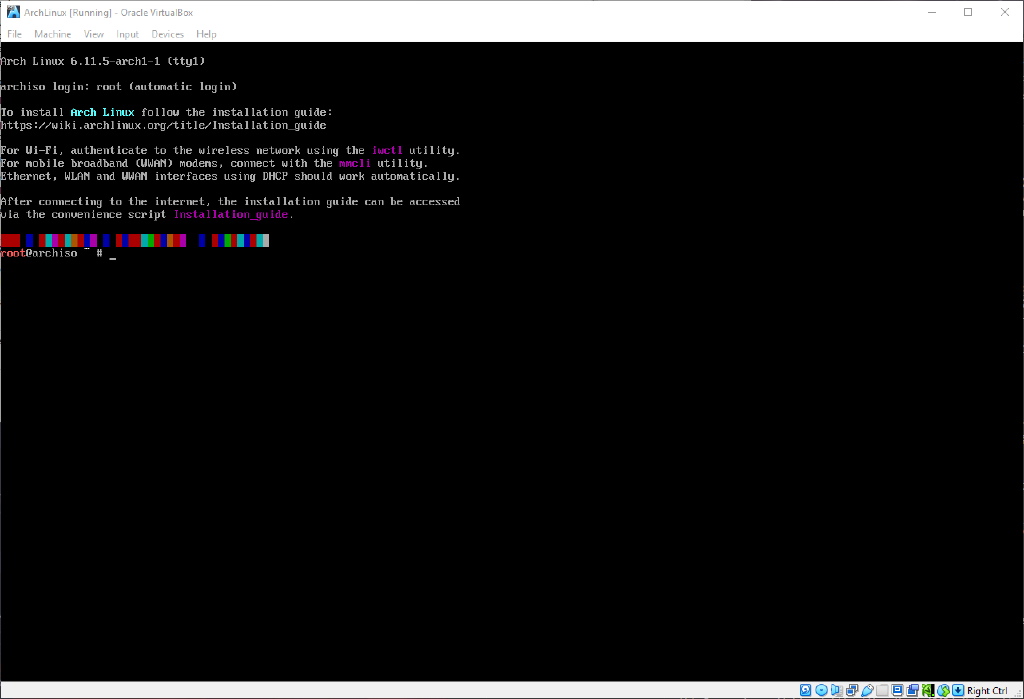 ArchLinux [Running] - Oracle VirtualBox
File Machine View Input Devices Help
Arch Linux 6.11.5-arch1-1 (tty1)
archiso login: root (automatic login)
To install Arch Linux follow the installation guide:
https://wiki.archlinux.org/title/Installation_guide
For Wi-Fi, authenticate to the wireless network using the iwctl utility.
For mobile broadband (WWAN) modems, connect with the mmcli utility.
Ethernet, WLAN and WWAN interfaces using DHCP should work automatically.
After connecting to the internet, the installation guide can be accessed
via the convenience script Installation_guide.
root@archiso ~ # _
Right Ctrl